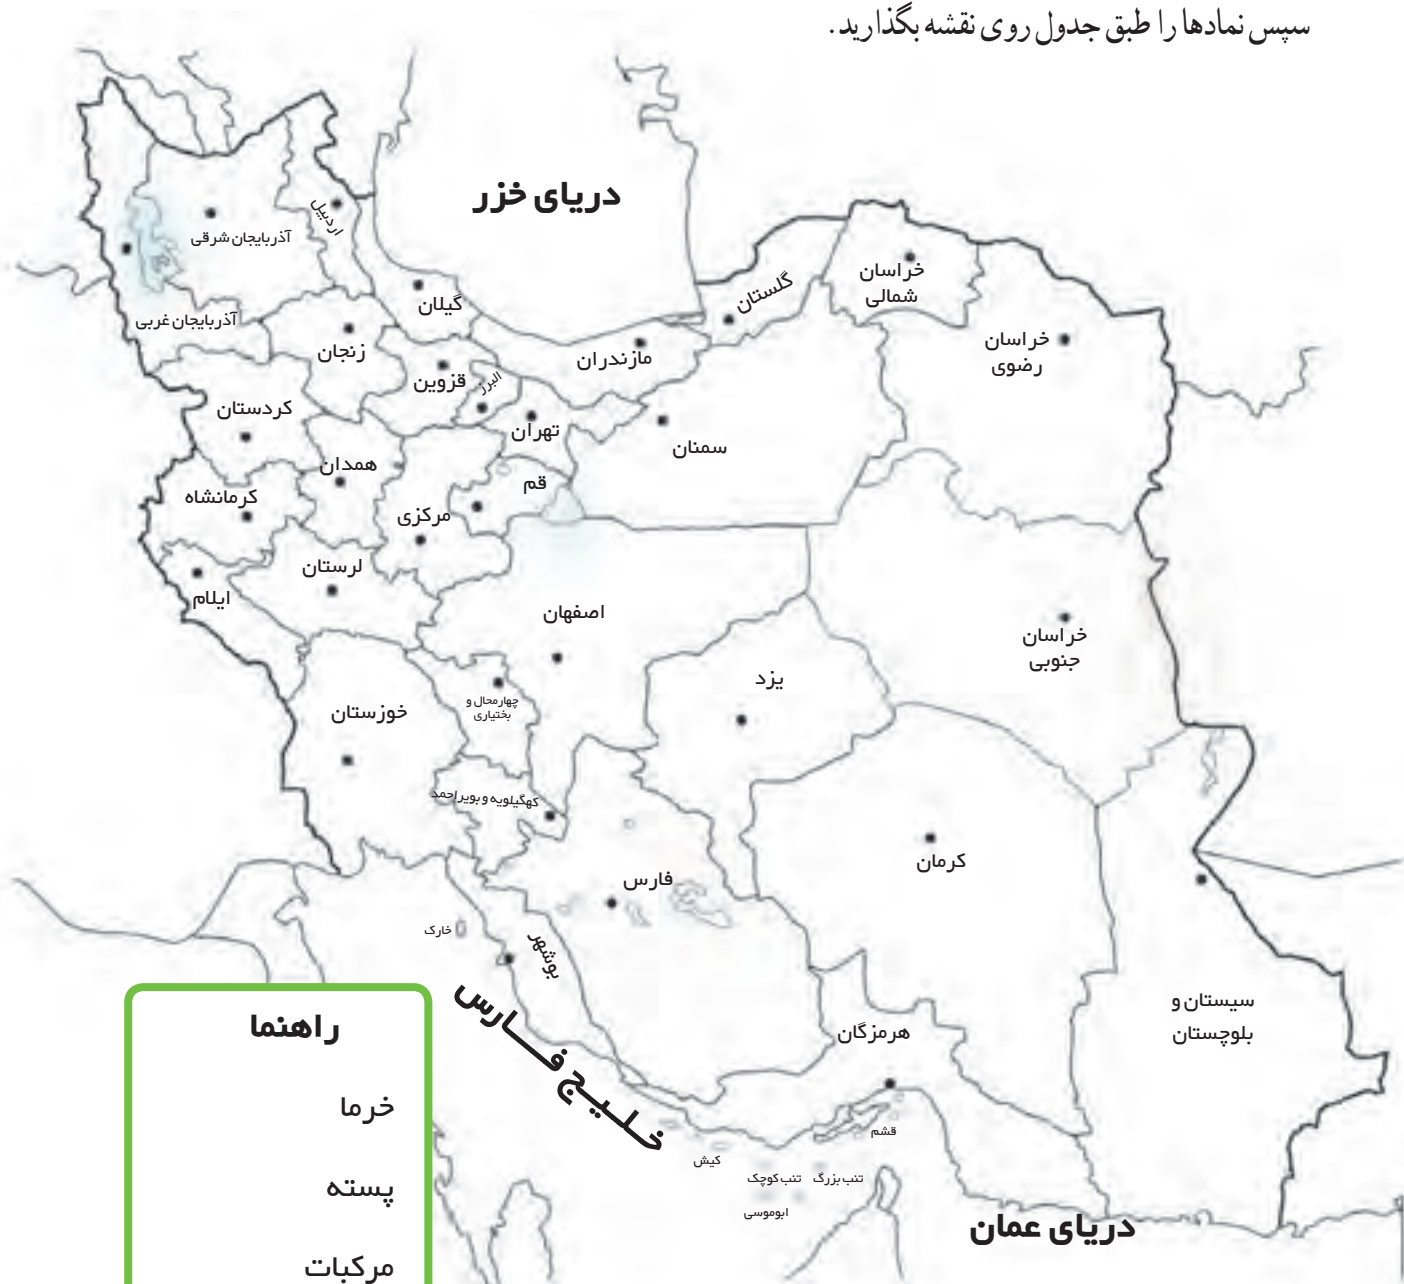 سپس نمادها را طبق جدول روی نقشه بگذارید.
دریای خزر
اردبیل
آذربایجان شرقی
گیلان
گلستان
خراسان
شمالی
آذربایجان غربی
زنجان
مازندران
خراسان
رضوی
قزوین
البرز
کردستان
تهران
سمنان
همدان
قم
کرمانشاه
مرکزی
لرستان
ایلام
اصفهان
خراسان
جنوبی
یزد
خوزستان
چهارمحال و
بختیاری
کهگیلویه و بویراحمد
کرمان
فارس
خارک
بوشهر
سیستان و
بلوچستان
هرمزگان
خلیج فارس
قشم
کیش
تنب بزرگ
تنب کوچک
ابوموسی
دریای عمان
راهنما
خرما
پسته
مرکبات